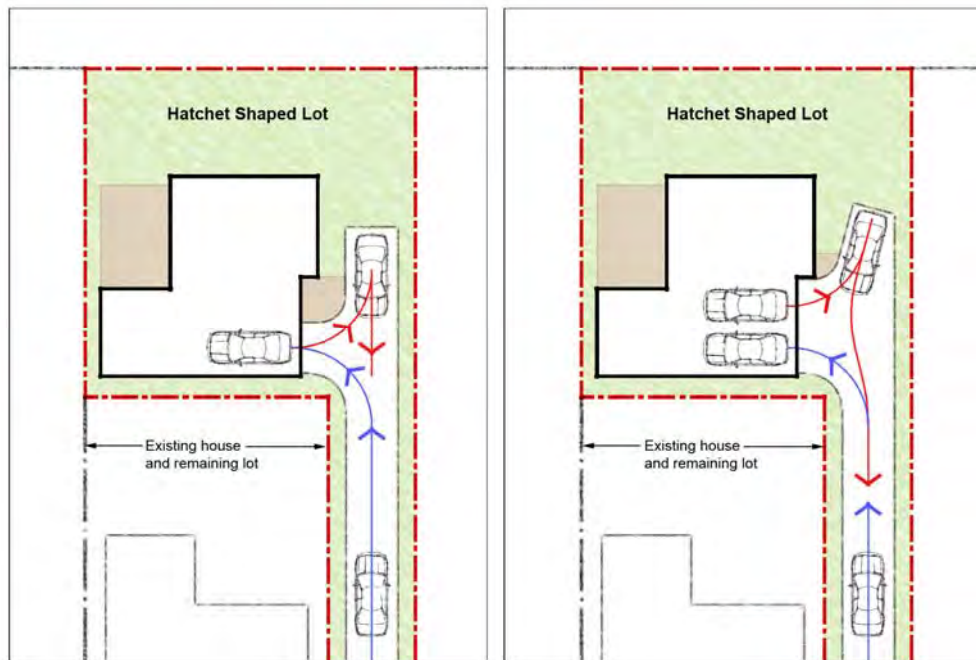 Hatchet Shaped Lot
Existing house
and remaining lot
Hatchet Shaped Lot
Existing house
and remaining lot